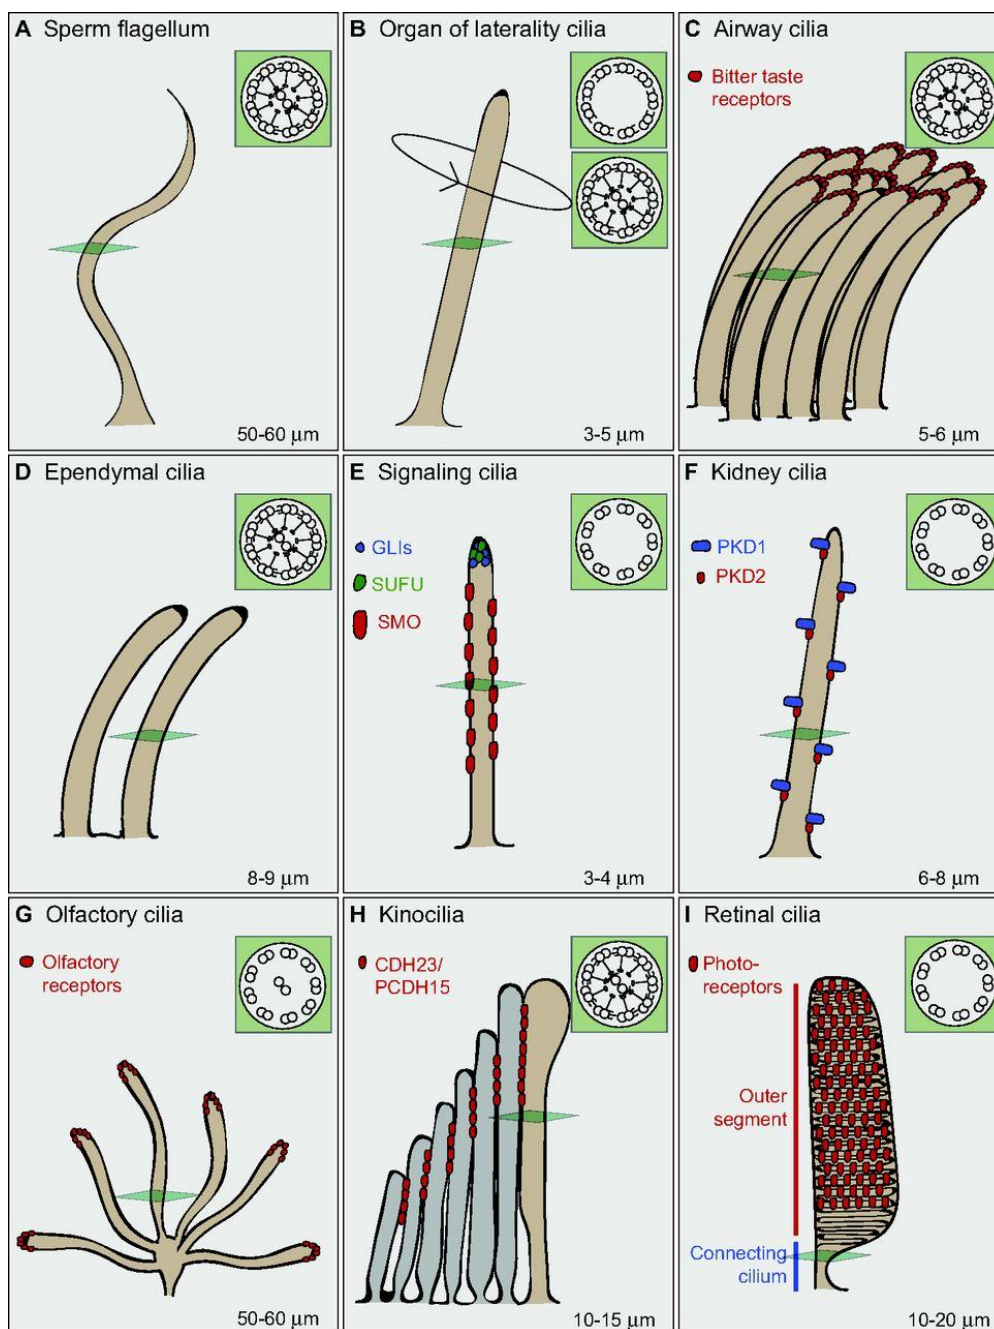 A Sperm flagellum
50-60 μm
B Organ of laterality cilia
3-5 μm
C Airway cilia
Bitter taste
receptors
5-6 μm
D Ependymal cilia
8-9 μm
E Signaling cilia
GLIs
SUFU
SMO
3-4 μm
F Kidney cilia
PKD1
PKD2
6-8 μm
G Olfactory cilia
Olfactory
receptors
50-60 μm
H Kinocilia
CDH23/
PCDH15
10-15 μm
I Retinal cilia
Photo-
receptors
Outer
segment
Connecting
cilium
10-20 μm